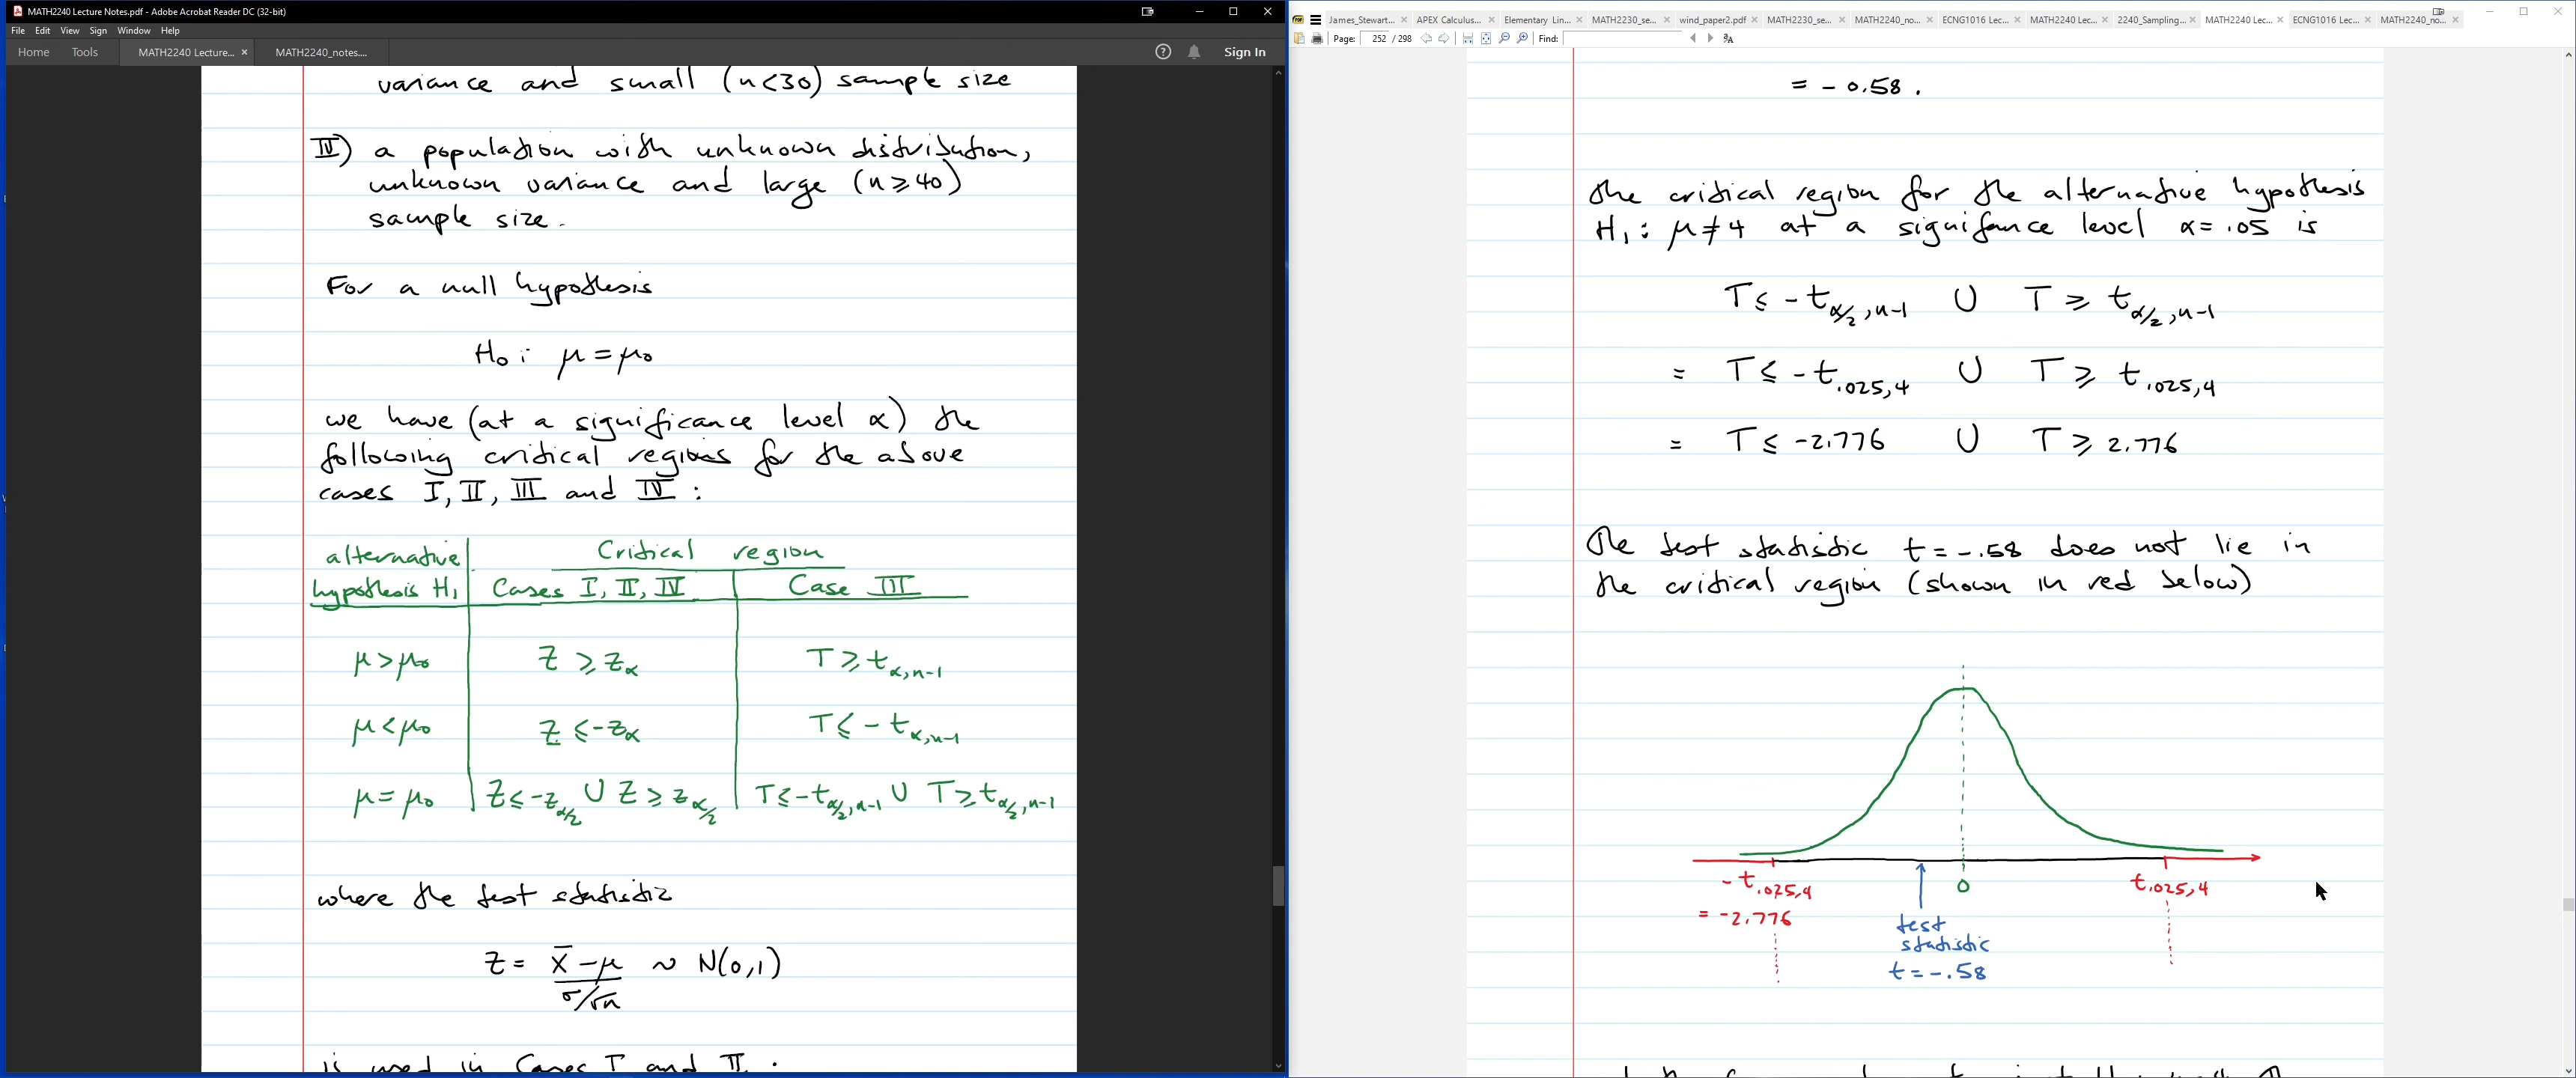 MATH2240 Lecture Notes.pdf - Adobe Acrobat Reader DC (32-bit)
File Edit View Sign Window Help
Home Tools MATH2240 Lecture... × MATH2240_notes.... Sign In
variance and small (n<30) sample size
IV) a population with unknown distribution,
unknown variance and large (n ≥ 40)
sample size.
For a null hypothesis
H₀: μ = μ₀
we have (at a significance level α) the
following critical regions for the above
cases I, II, III and IV:
alternative Critical region
hypothesis H₁ Cases I, II, IV Case III
μ > μ₀ Z ≥ z_α T ≥ t_α,n-1
μ < μ₀ Z ≤ -z_α T ≤ -t_α,n-1
μ = μ₀ Z ≤ -z_α/2 ∪ Z ≥ z_α/2 T ≤ -t_α/2,n-1 ∪ T ≥ t_α/2,n-1
where the test statistic
Z = (X̄ - μ)/(σ/√n) ~ N(0,1)
is used in Cases I and II.
James_Stewart... × APEX Calculus... × Elementary Lin... × MATH2230_se... × wind_paper2.pdf × MATH2230_se... × MATH2240_no... × ECNG1016 Lec... × MATH2240 Lec... × 2240_Sampling... × MATH2240 Lec... × ECNG1016 Lec... × MATH2240_no... ×
Page: 252 / 298 Find:
= -0.58.
the critical region for the alternative hypothesis
H₁: μ ≠ 4 at a signifance level α = .05 is
T ≤ -t_α/2,n-1 ∪ T ≥ t_α/2,n-1
= T ≤ -t.025,4 ∪ T ≥ t.025,4
= T ≤ -2.776 ∪ T ≥ 2.776
The test statistic t = -.58 does not lie in
the critical region (shown in red below)
-t.025,4 0 t.025,4
= -2.776
test
statistic
t = -.58